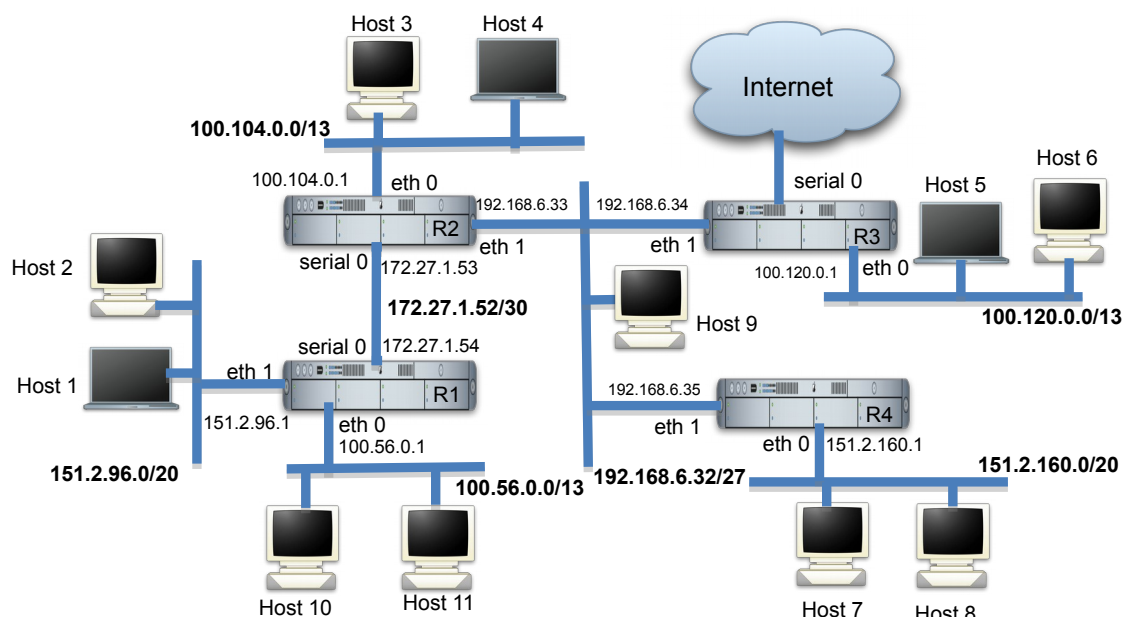 Host 3
Host 4
Internet
100.104.0.0/13
Host 6
Host 5
100.104.0.1
eth 0
serial 0
192.168.6.33
192.168.6.34
R2
R3
eth 1
eth 1
Host 2
serial 0
172.27.1.53
100.120.0.1
eth 0
172.27.1.52/30
100.120.0.0/13
Host 9
serial 0
172.27.1.54
Host 1
eth 1
R1
192.168.6.35
R4
151.2.96.1
eth 0
eth 1
eth 0
151.2.160.1
100.56.0.1
151.2.96.0/20
100.56.0.0/13
192.168.6.32/27
151.2.160.0/20
Host 10
Host 11
Host 7
Host 8